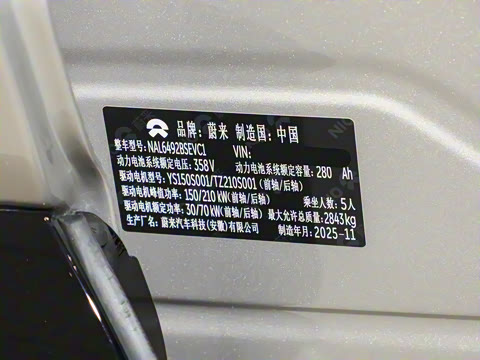 品牌：蔚来 制造国：中国
整车型号：NAL6492BSEVC1 VIN：
动力电池系统额定电压：358V 动力电池系统额定容量：280 Ah
驱动电机型号：YS150S001/TZ210S001（前轴/后轴）
驱动电机峰值功率：150/210 kW（前轴/后轴） 乘坐人数：5人
驱动电机额定功率：30/70 kW（前轴/后轴） 最大允许总质量：2843kg
生产厂名：蔚来汽车科技（安徽）有限公司 制造年月：2025-11